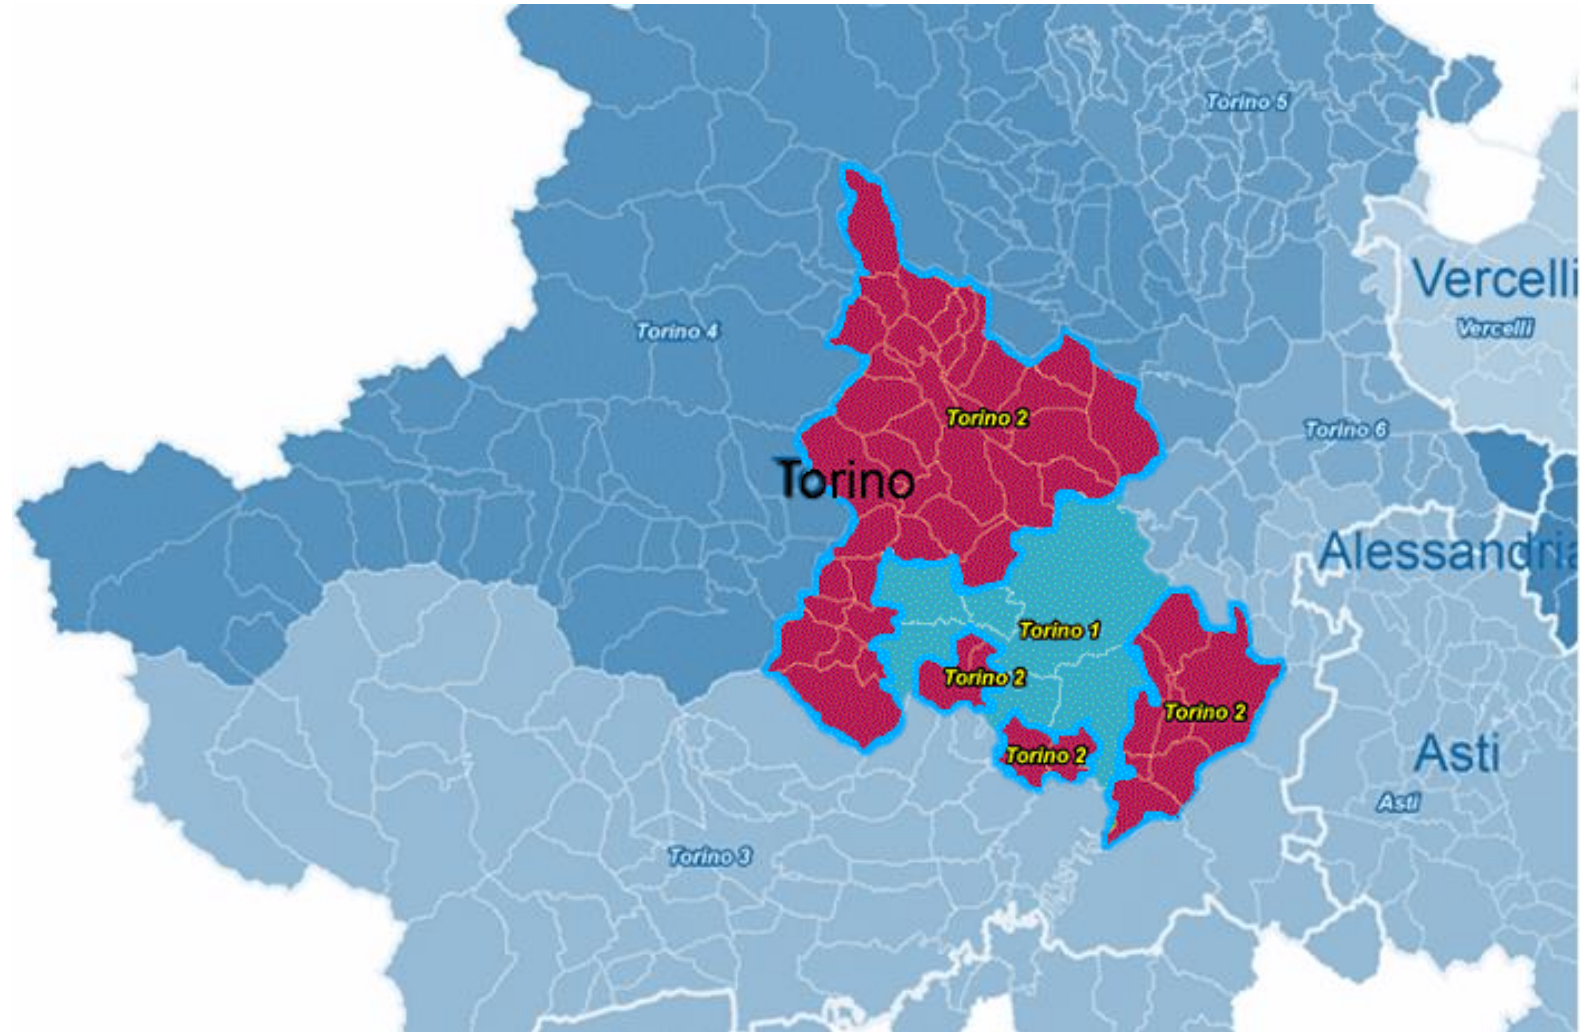 Torino 5
Vercelli
Vercelli
Torino 4
Torino 2
Torino 6
Torino
Alessandria
Torino 1
Torino 2
Torino 2
Torino 2
Asti
Asti
Torino 3